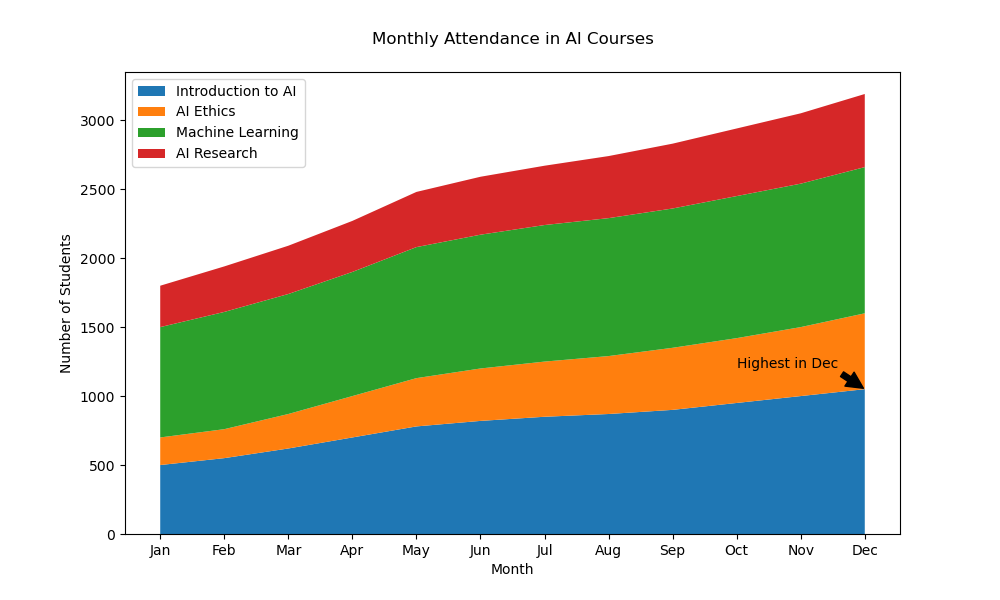 Monthly Attendance in AI Courses
Introduction to AI
AI Ethics
Machine Learning
AI Research
3000
2500
2000
1500
1000
500
0
Number of Students
Highest in Dec
Jan Feb Mar Apr May Jun Jul Aug Sep Oct Nov Dec
Month